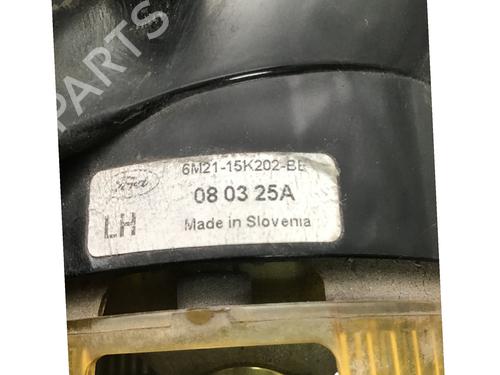 PARTS
Ford
6M21-15K202-BE
08 03 25A
LH
Made in Slovenia